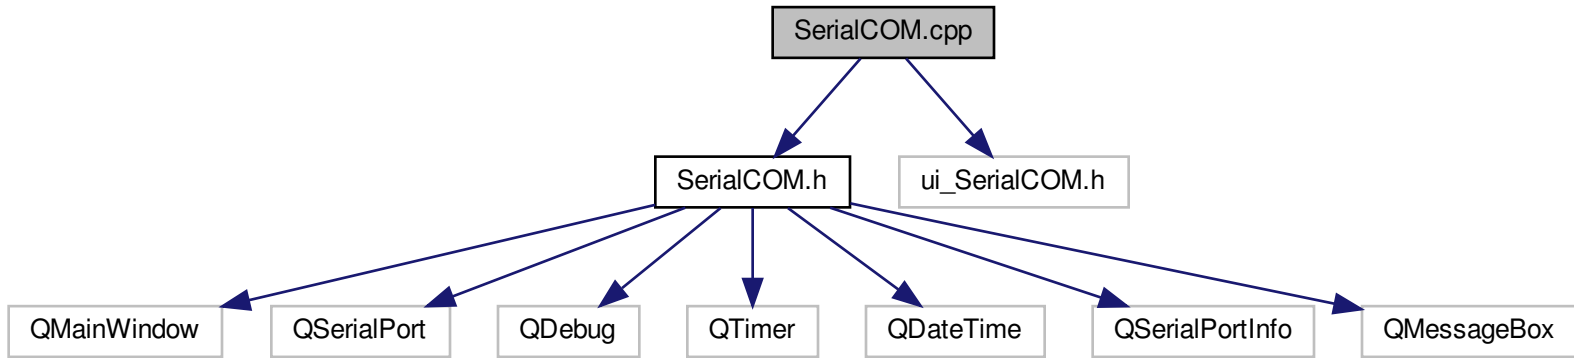 SerialCOM.cpp
SerialCOM.h
ui_SerialCOM.h
QMainWindow
QSerialPort
QDebug
QTimer
QDateTime
QSerialPortInfo
QMessageBox